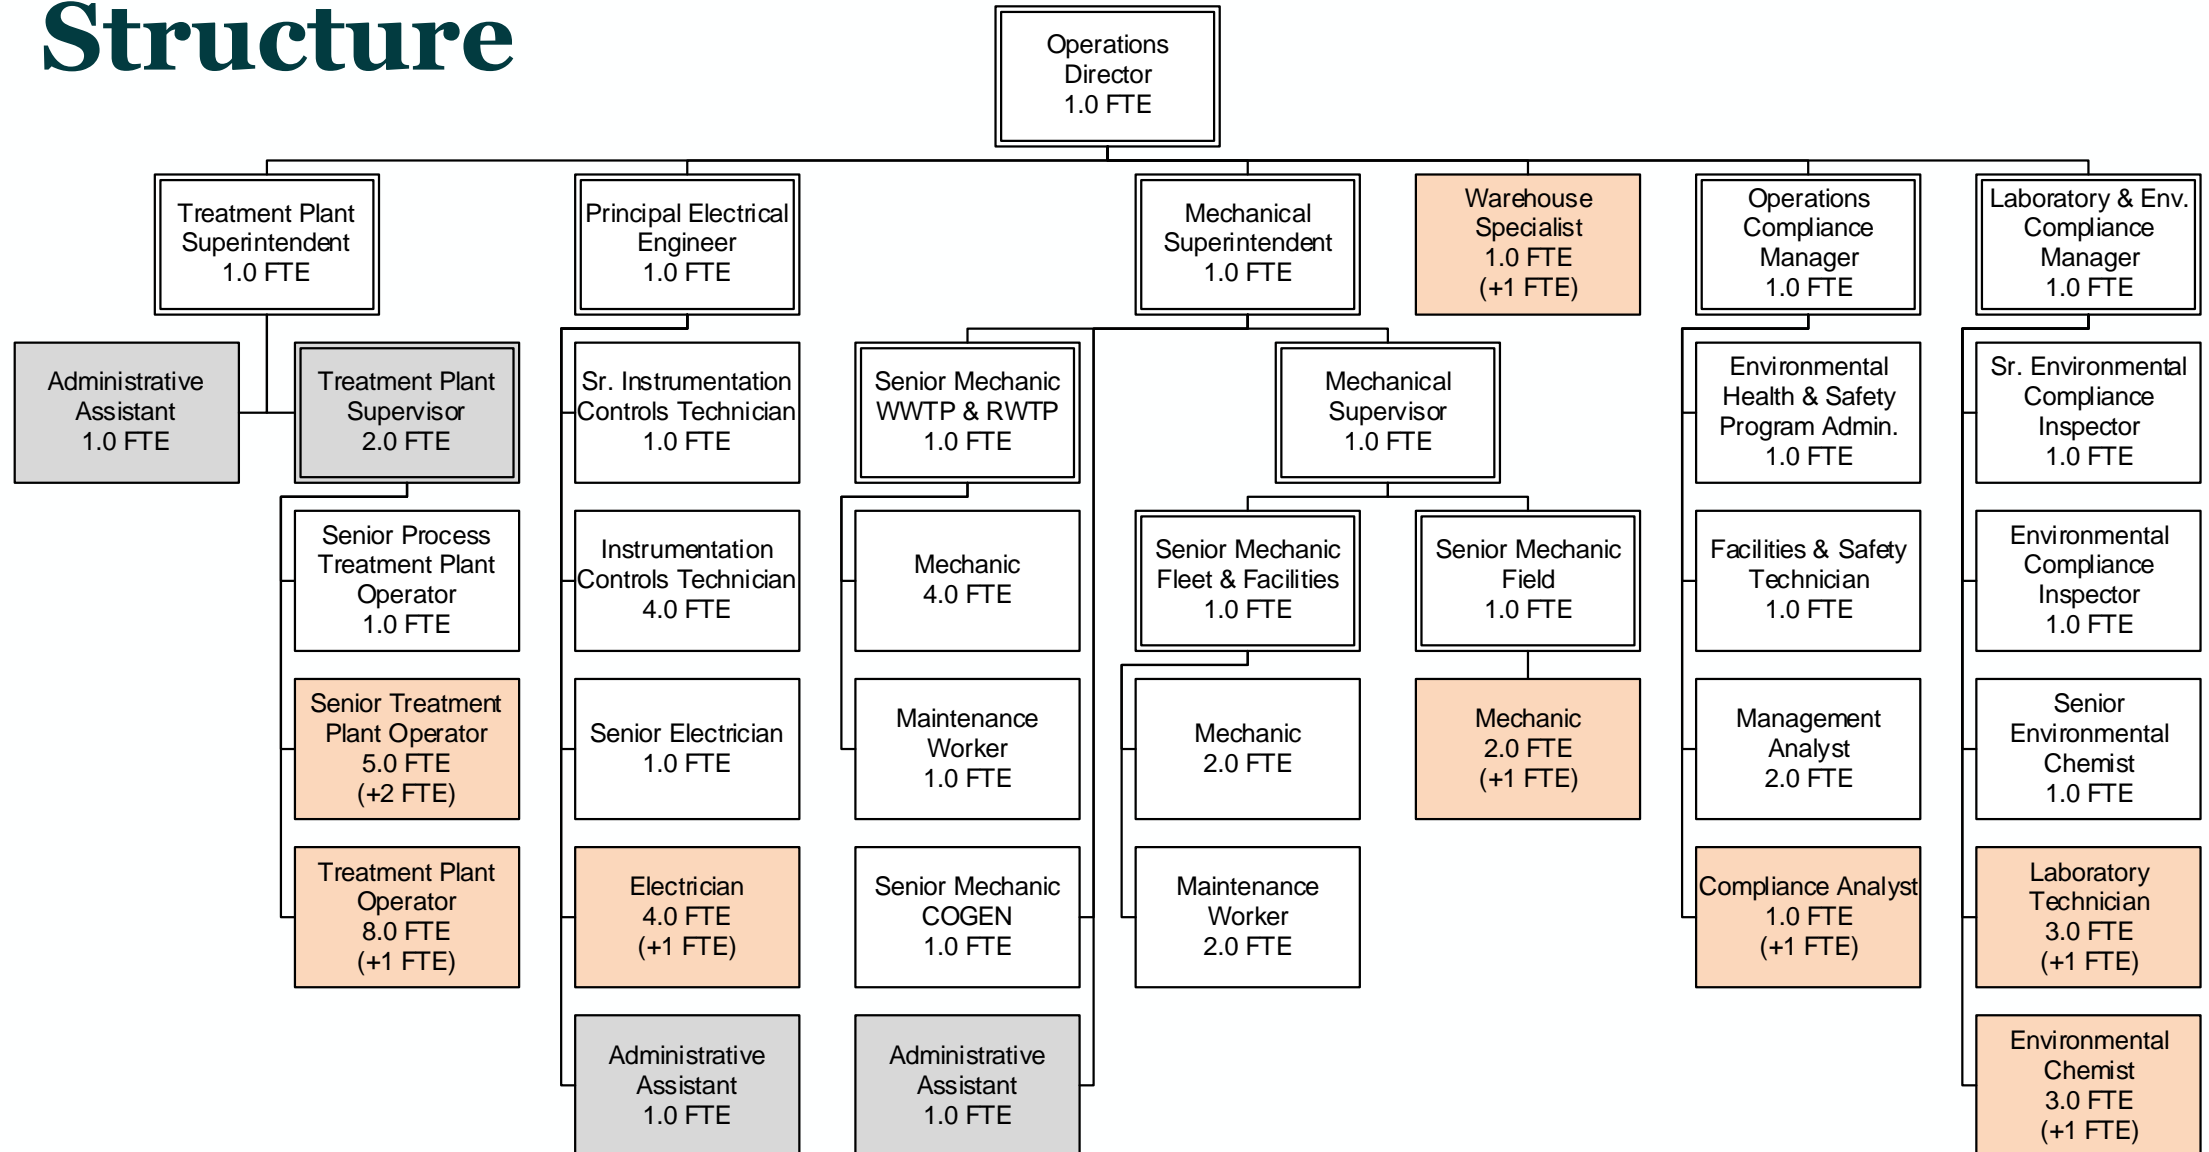 Structure
Operations
Director
1.0 FTE
Treatment Plant
Superintendent
1.0 FTE
Principal Electrical
Engineer
1.0 FTE
Mechanical
Superintendent
1.0 FTE
Warehouse
Specialist
1.0 FTE
(+1 FTE)
Operations
Compliance
Manager
1.0 FTE
Laboratory & Env.
Compliance
Manager
1.0 FTE
Administrative
Assistant
1.0 FTE
Treatment Plant
Supervisor
2.0 FTE
Sr. Instrumentation
Controls Technician
1.0 FTE
Senior Mechanic
WWTP & RWTP
1.0 FTE
Mechanical
Supervisor
1.0 FTE
Environmental
Health & Safety
Program Admin.
1.0 FTE
Sr. Environmental
Compliance
Inspector
1.0 FTE
Senior Process
Treatment Plant
Operator
1.0 FTE
Instrumentation
Controls Technician
4.0 FTE
Mechanic
4.0 FTE
Senior Mechanic
Fleet & Facilities
1.0 FTE
Senior Mechanic
Field
1.0 FTE
Facilities & Safety
Technician
1.0 FTE
Environmental
Compliance
Inspector
1.0 FTE
Senior Treatment
Plant Operator
5.0 FTE
(+2 FTE)
Senior Electrician
1.0 FTE
Maintenance
Worker
1.0 FTE
Mechanic
2.0 FTE
Mechanic
2.0 FTE
(+1 FTE)
Management
Analyst
2.0 FTE
Senior
Environmental
Chemist
1.0 FTE
Treatment Plant
Operator
8.0 FTE
(+1 FTE)
Electrician
4.0 FTE
(+1 FTE)
Senior Mechanic
COGEN
1.0 FTE
Maintenance
Worker
2.0 FTE
Compliance Analyst
1.0 FTE
(+1 FTE)
Laboratory
Technician
3.0 FTE
(+1 FTE)
Administrative
Assistant
1.0 FTE
Administrative
Assistant
1.0 FTE
Environmental
Chemist
3.0 FTE
(+1 FTE)